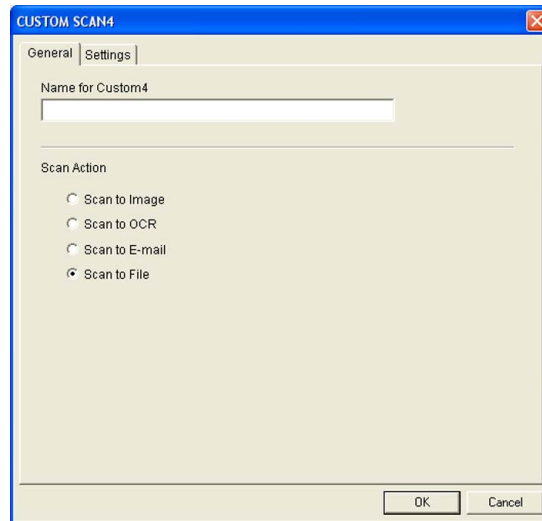 CUSTOM SCAN4
General Settings
Name for Custom4
Scan Action
Scan to Image
Scan to OCR
Scan to E-mail
Scan to File
OK Cancel